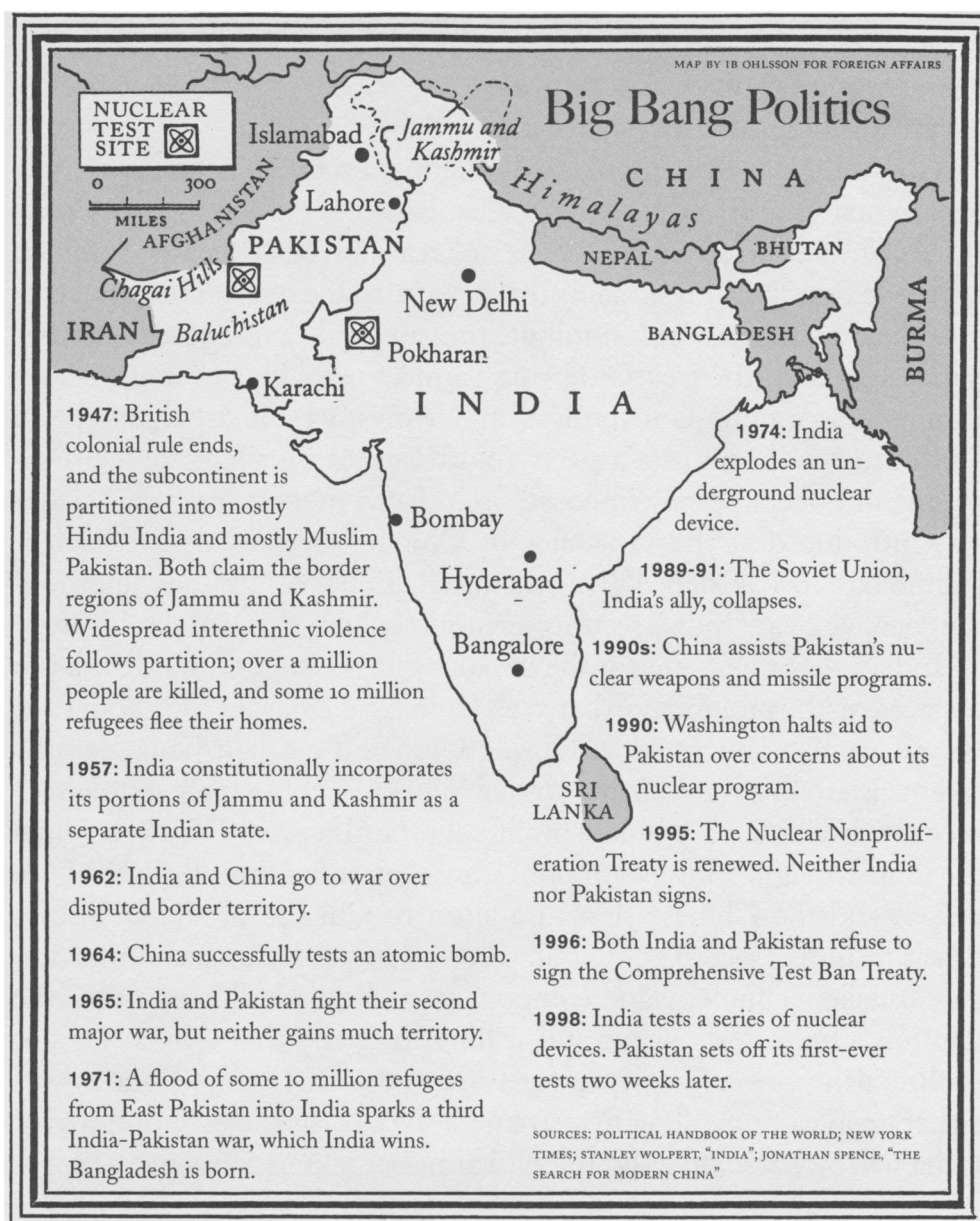 MAP BY IB OHLSSON FOR FOREIGN AFFAIRS
Big Bang Politics
NUCLEAR
TEST
SITE
0 300
MILES
Islamabad
Jammu and
Kashmir
Himalayas
CHINA
Lahore
AFGHANISTAN
PAKISTAN
NEPAL
BHUTAN
Chagai Hills
New Delhi
Baluchistan
IRAN
BANGLADESH
BURMA
Pokharan
Karachi
INDIA
Bombay
Hyderabad
Bangalore
SRI
LANKA
1947: British
colonial rule ends,
and the subcontinent is
partitioned into mostly
Hindu India and mostly Muslim
Pakistan. Both claim the border
regions of Jammu and Kashmir.
Widespread interethnic violence
follows partition; over a million
people are killed, and some 10 million
refugees flee their homes.
1957: India constitutionally incorporates
its portions of Jammu and Kashmir as a
separate Indian state.
1962: India and China go to war over
disputed border territory.
1964: China successfully tests an atomic bomb.
1965: India and Pakistan fight their second
major war, but neither gains much territory.
1971: A flood of some 10 million refugees
from East Pakistan into India sparks a third
India-Pakistan war, which India wins.
Bangladesh is born.
1974: India
explodes an un-
derground nuclear
device.
1989-91: The Soviet Union,
India's ally, collapses.
1990s: China assists Pakistan's nu-
clear weapons and missile programs.
1990: Washington halts aid to
Pakistan over concerns about its
nuclear program.
1995: The Nuclear Nonprolif-
eration Treaty is renewed. Neither India
nor Pakistan signs.
1996: Both India and Pakistan refuse to
sign the Comprehensive Test Ban Treaty.
1998: India tests a series of nuclear
devices. Pakistan sets off its first-ever
tests two weeks later.
SOURCES: POLITICAL HANDBOOK OF THE WORLD; NEW YORK
TIMES; STANLEY WOLPERT, "INDIA"; JONATHAN SPENCE, "THE
SEARCH FOR MODERN CHINA"